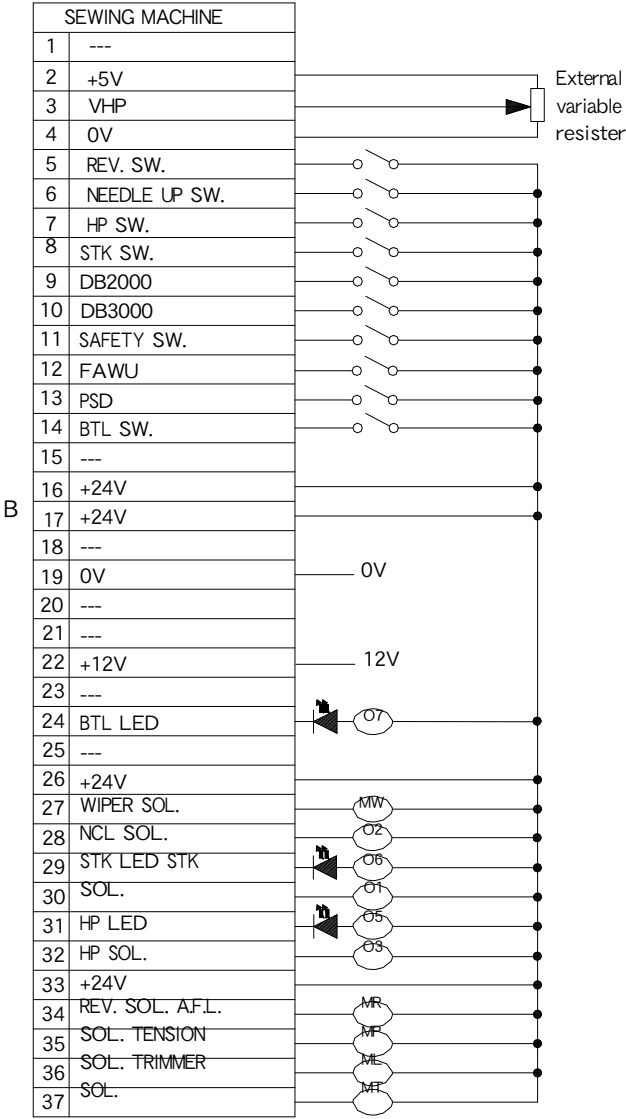 SEWING MACHINE
1 ---
2 +5V External
3 VHP variable
4 0V resister
5 REV. SW.
6 NEEDLE UP SW.
7 HP SW.
8 STK SW.
9 DB2000
10 DB3000
11 SAFETY SW.
12 FAWU
13 PSD
14 BTL SW.
15 ---
16 +24V
B
17 +24V
18 ---
19 0V 0V
20 ---
21 ---
22 +12V 12V
23 ---
24 BTL LED O7
25 ---
26 +24V
27 WIPER SOL. MW
28 NCL SOL. O2
29 STK LED STK O6
30 SOL. O1
31 HP LED O5
32 HP SOL. O3
33 +24V
34 REV. SOL. A.F.L. MR
35 SOL. TENSION MP
36 SOL. TRIMMER ML
37 SOL. MT